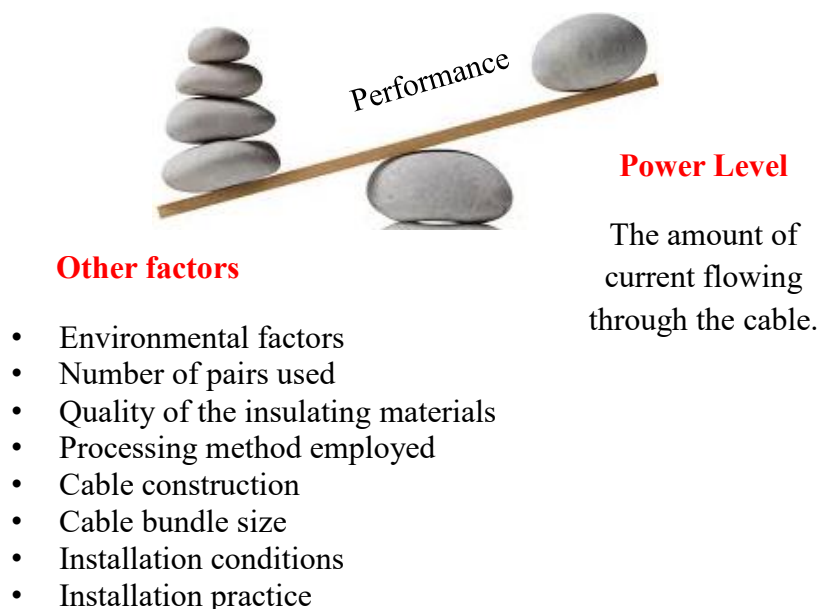 Performance
Power Level
The amount of
current flowing
through the cable.
Other factors
• Environmental factors
• Number of pairs used
• Quality of the insulating materials
• Processing method employed
• Cable construction
• Cable bundle size
• Installation conditions
• Installation practice